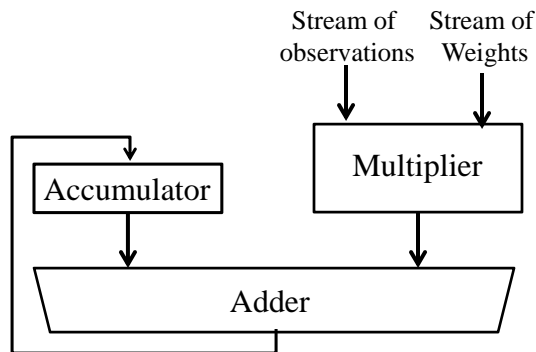 Stream of
observations
Stream of
Weights
Multiplier
Accumulator
Adder